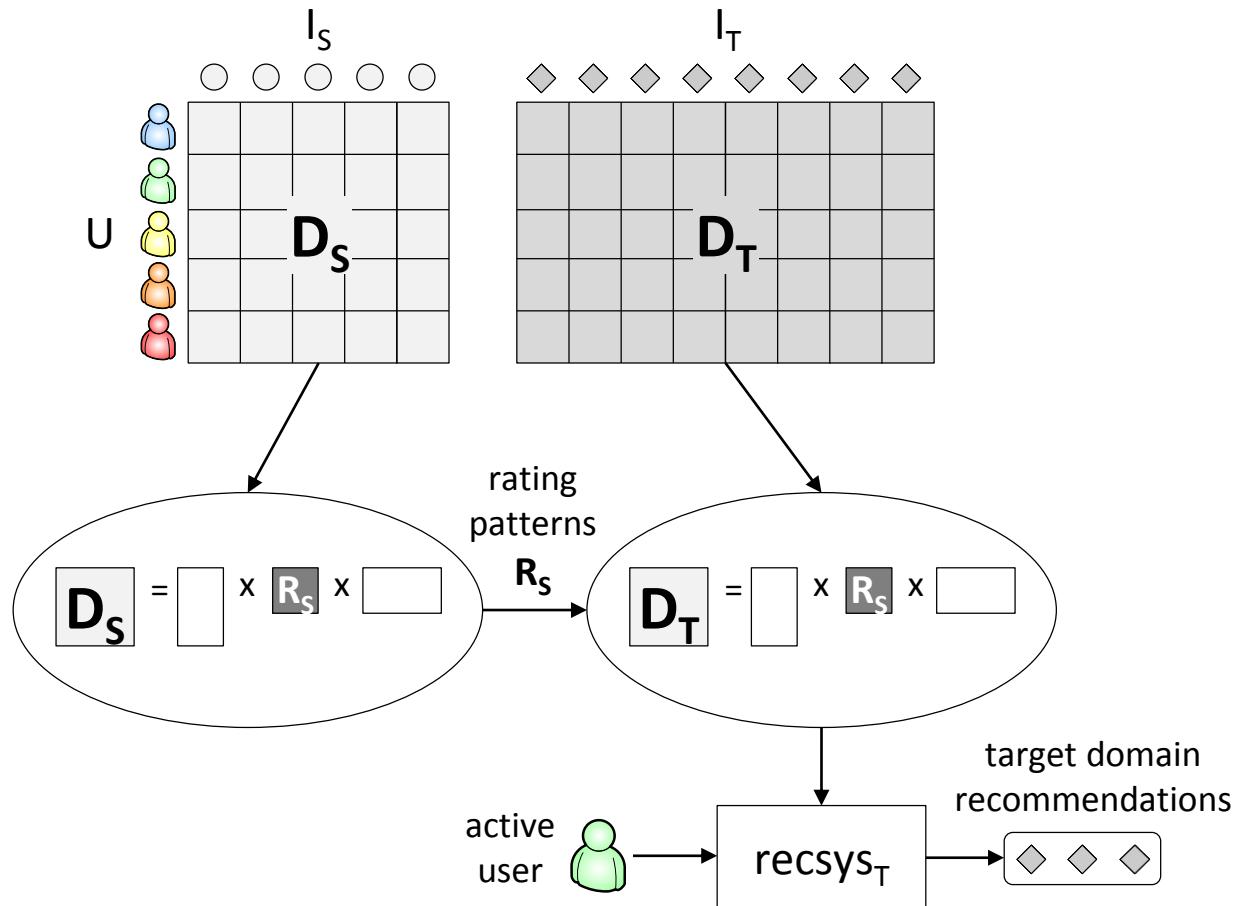 I_S
I_T
U
D_S
D_T
rating
patterns
R_S
D_S = x R_S x
D_T = x R_S x
target domain
recommendations
active
user
recsys_T